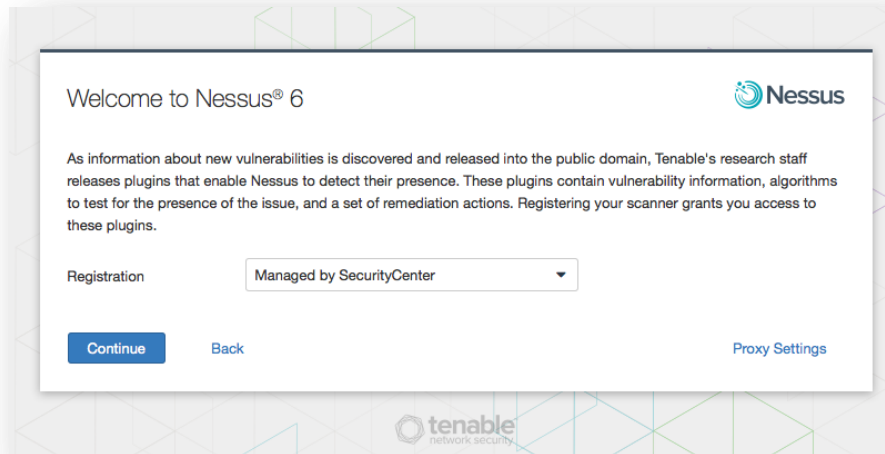 Welcome to Nessus® 6
Nessus
As information about new vulnerabilities is discovered and released into the public domain, Tenable's research staff
releases plugins that enable Nessus to detect their presence. These plugins contain vulnerability information, algorithms
to test for the presence of the issue, and a set of remediation actions. Registering your scanner grants you access to
these plugins.
Registration Managed by SecurityCenter
Continue Back Proxy Settings
tenable
network security